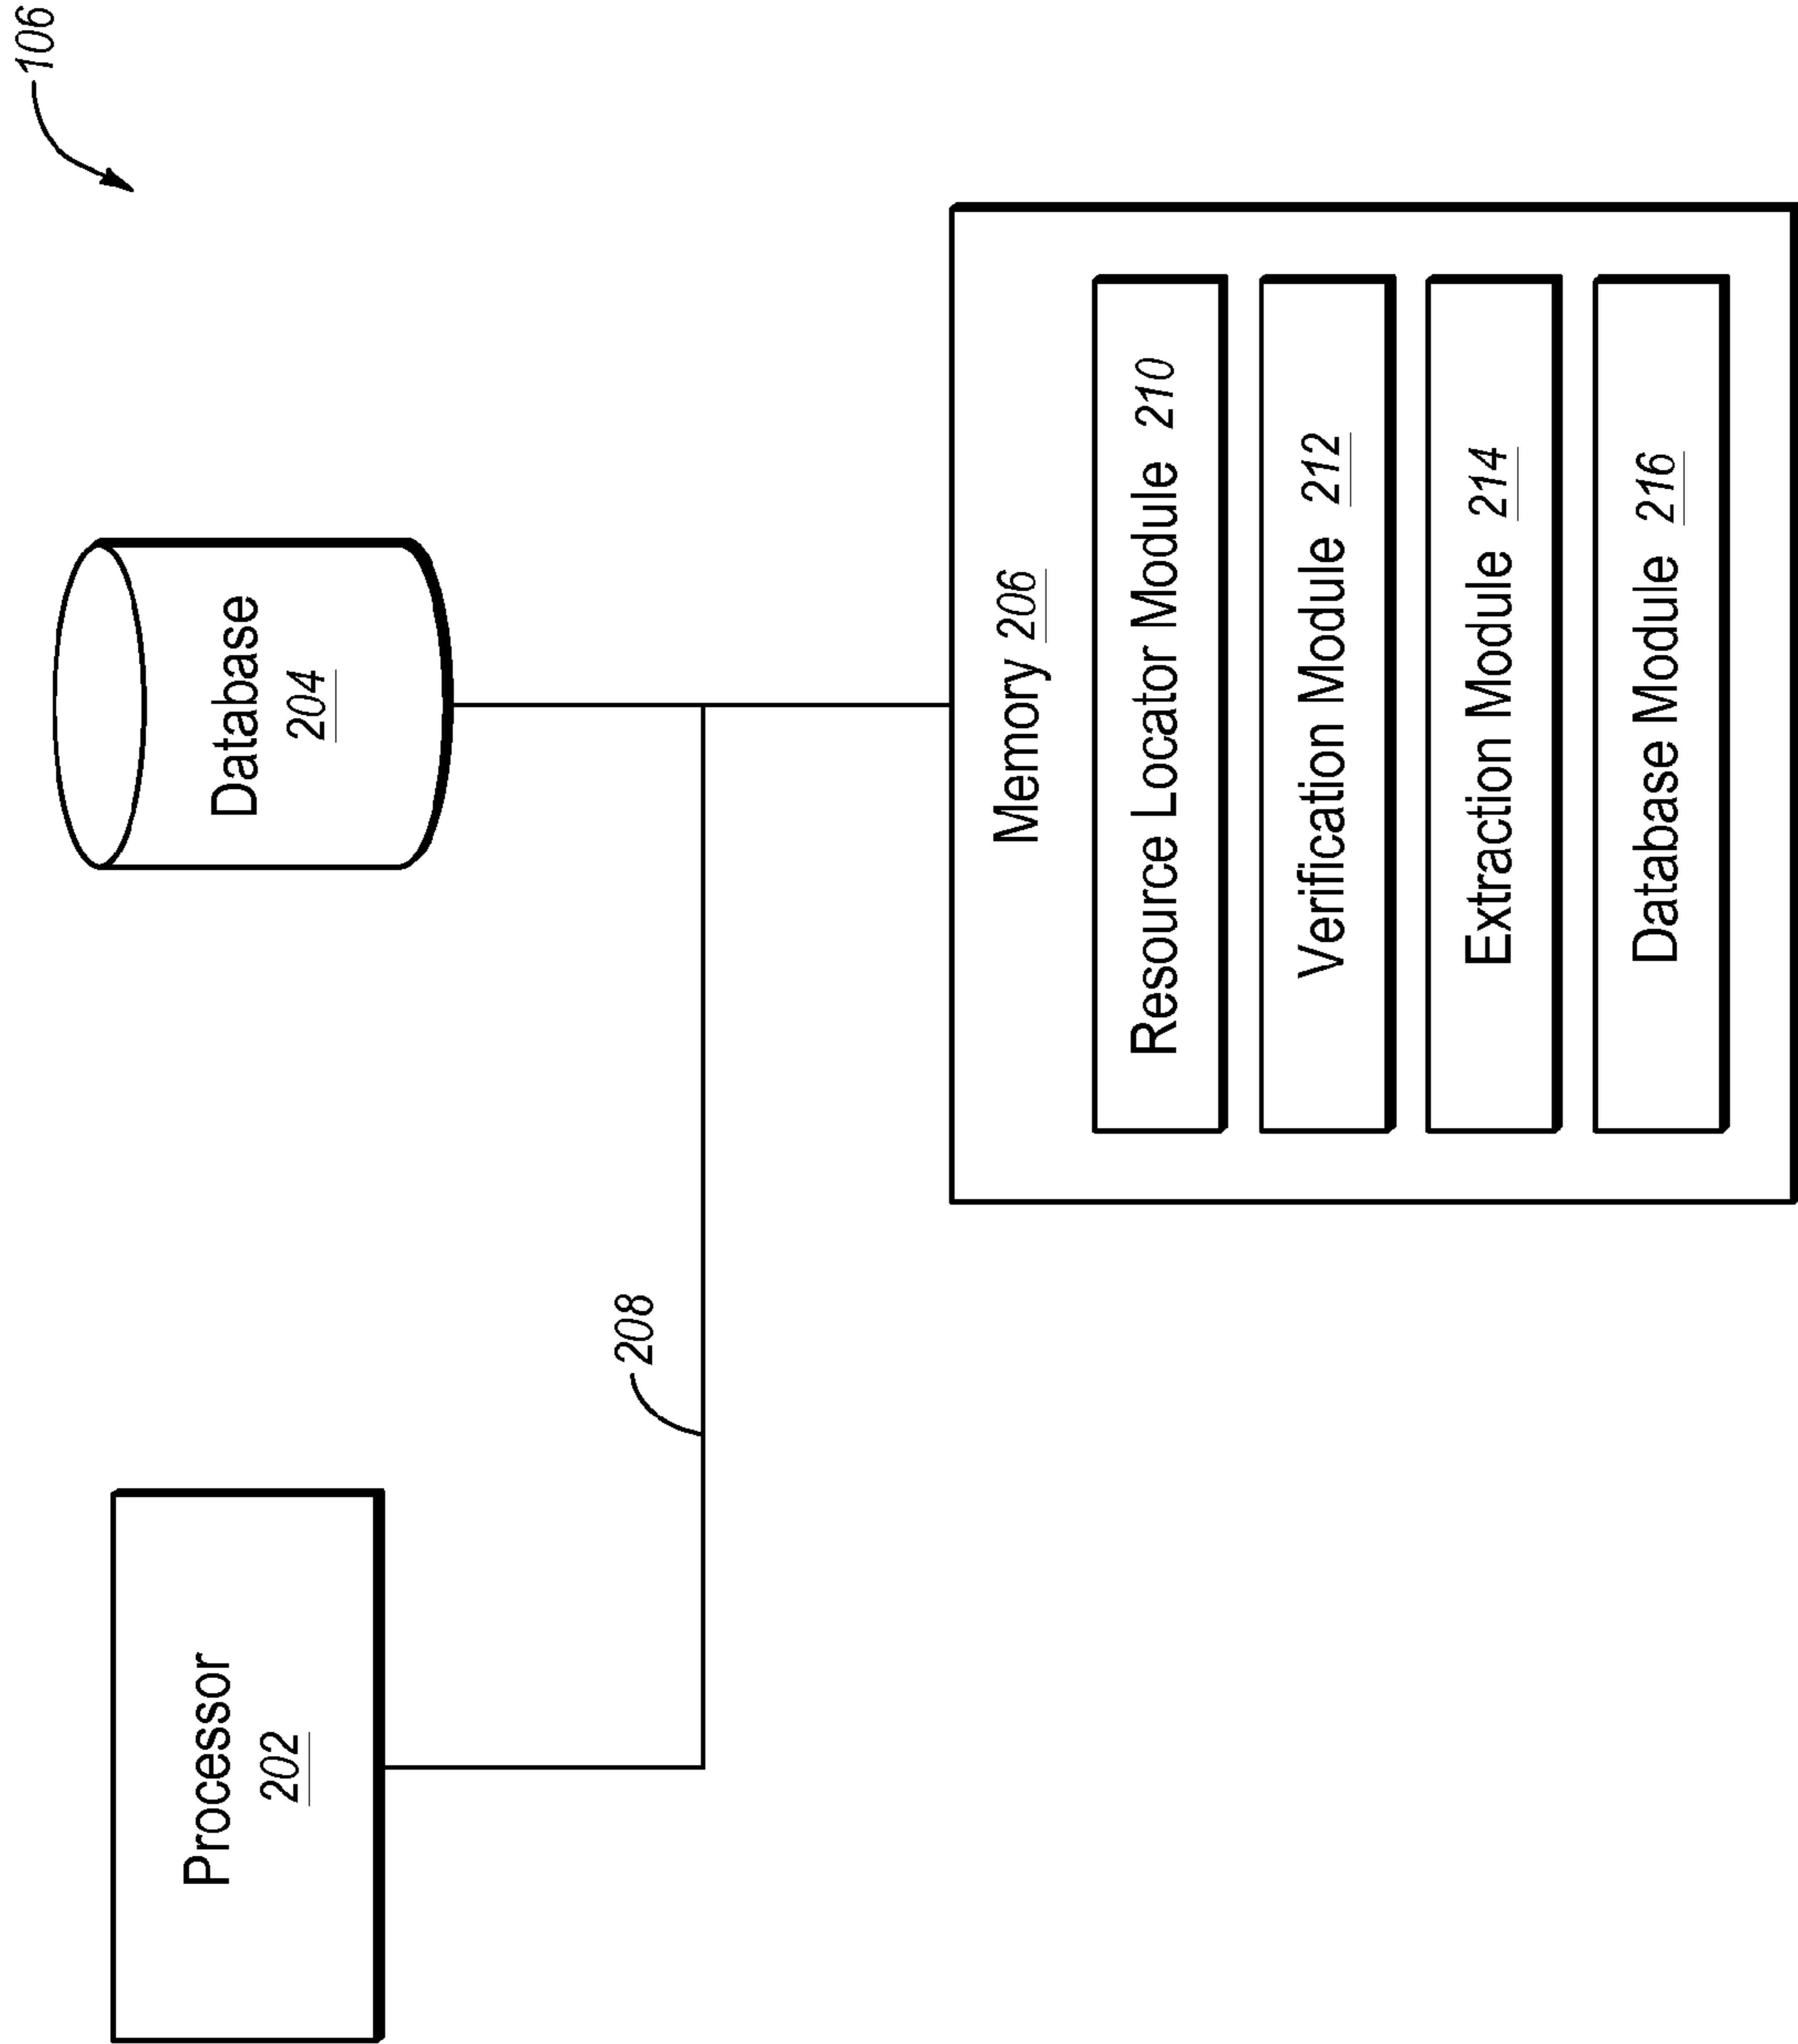 106
Processor
202
Database
204
208
Memory 206
Resource Locator Module 210
Verification Module 212
Extraction Module 214
Database Module 216